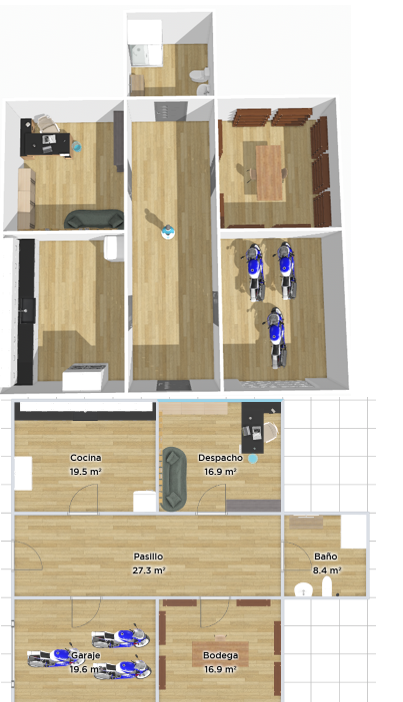 Cocina
19.5 m²
Despacho
16.9 m²
Pasillo
27.3 m²
Baño
8.4 m²
Garaje
19.6 m²
Bodega
16.9 m²